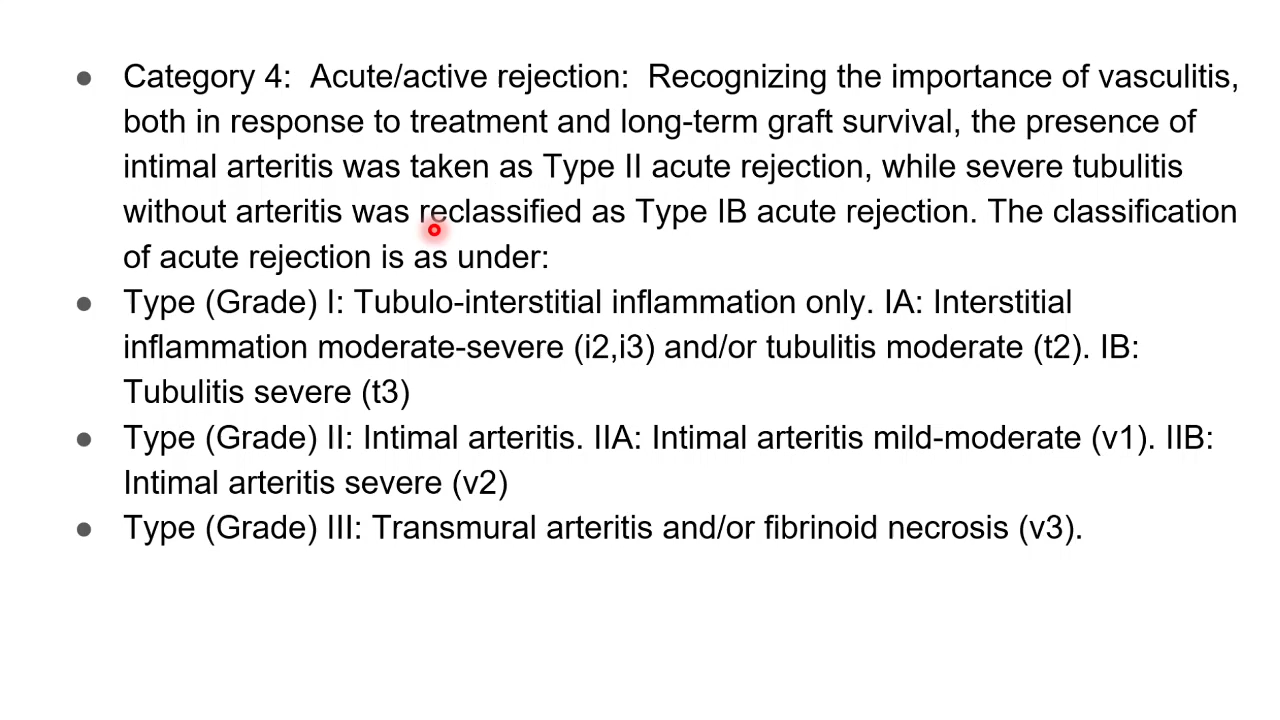 ● Category 4:  Acute/active rejection:  Recognizing the importance of vasculitis,
both in response to treatment and long-term graft survival, the presence of
intimal arteritis was taken as Type II acute rejection, while severe tubulitis
without arteritis was reclassified as Type IB acute rejection. The classification
of acute rejection is as under:
● Type (Grade) I: Tubulo-interstitial inflammation only. IA: Interstitial
inflammation moderate-severe (i2,i3) and/or tubulitis moderate (t2). IB:
Tubulitis severe (t3)
● Type (Grade) II: Intimal arteritis. IIA: Intimal arteritis mild-moderate (v1). IIB:
Intimal arteritis severe (v2)
● Type (Grade) III: Transmural arteritis and/or fibrinoid necrosis (v3).